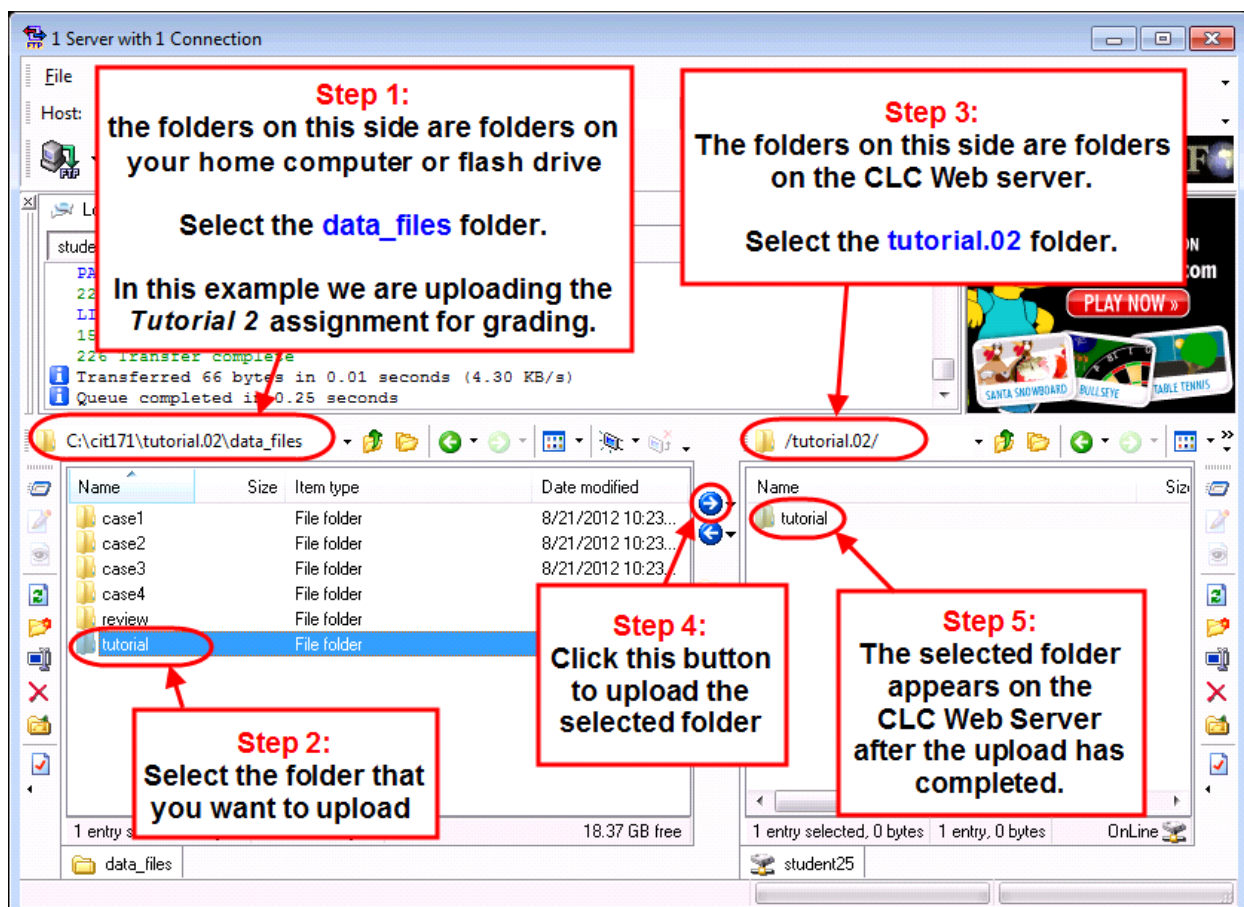 1 Server with 1 Connection
File
Host:
Step 1:
the folders on this side are folders on
your home computer or flash drive
Select the data_files folder.
In this example we are uploading the
Tutorial 2 assignment for grading.
Step 3:
The folders on this side are folders
on the CLC Web server.
Select the tutorial.02 folder.
FTP
226 Transfer complete
Transferred 66 bytes in 0.01 seconds (4.30 KB/s)
Queue completed in 0.25 seconds
PLAY NOW »
SANTA SNOWBOARD
BULLSEYE
TABLE TENNIS
C:\cit171\tutorial.02\data_files
/tutorial.02/
Name Size Item type Date modified
case1 File folder 8/21/2012 10:23...
case2 File folder 8/21/2012 10:23...
case3 File folder 8/21/2012 10:23...
case4 File folder
review File folder
tutorial File folder
Name
tutorial
Step 4:
Click this button
to upload the
selected folder
Step 5:
The selected folder
appears on the
CLC Web Server
after the upload has
completed.
Step 2:
Select the folder that
you want to upload
1 entry
18.37 GB free
1 entry selected, 0 bytes 1 entry, 0 bytes OnLine
data_files
student25